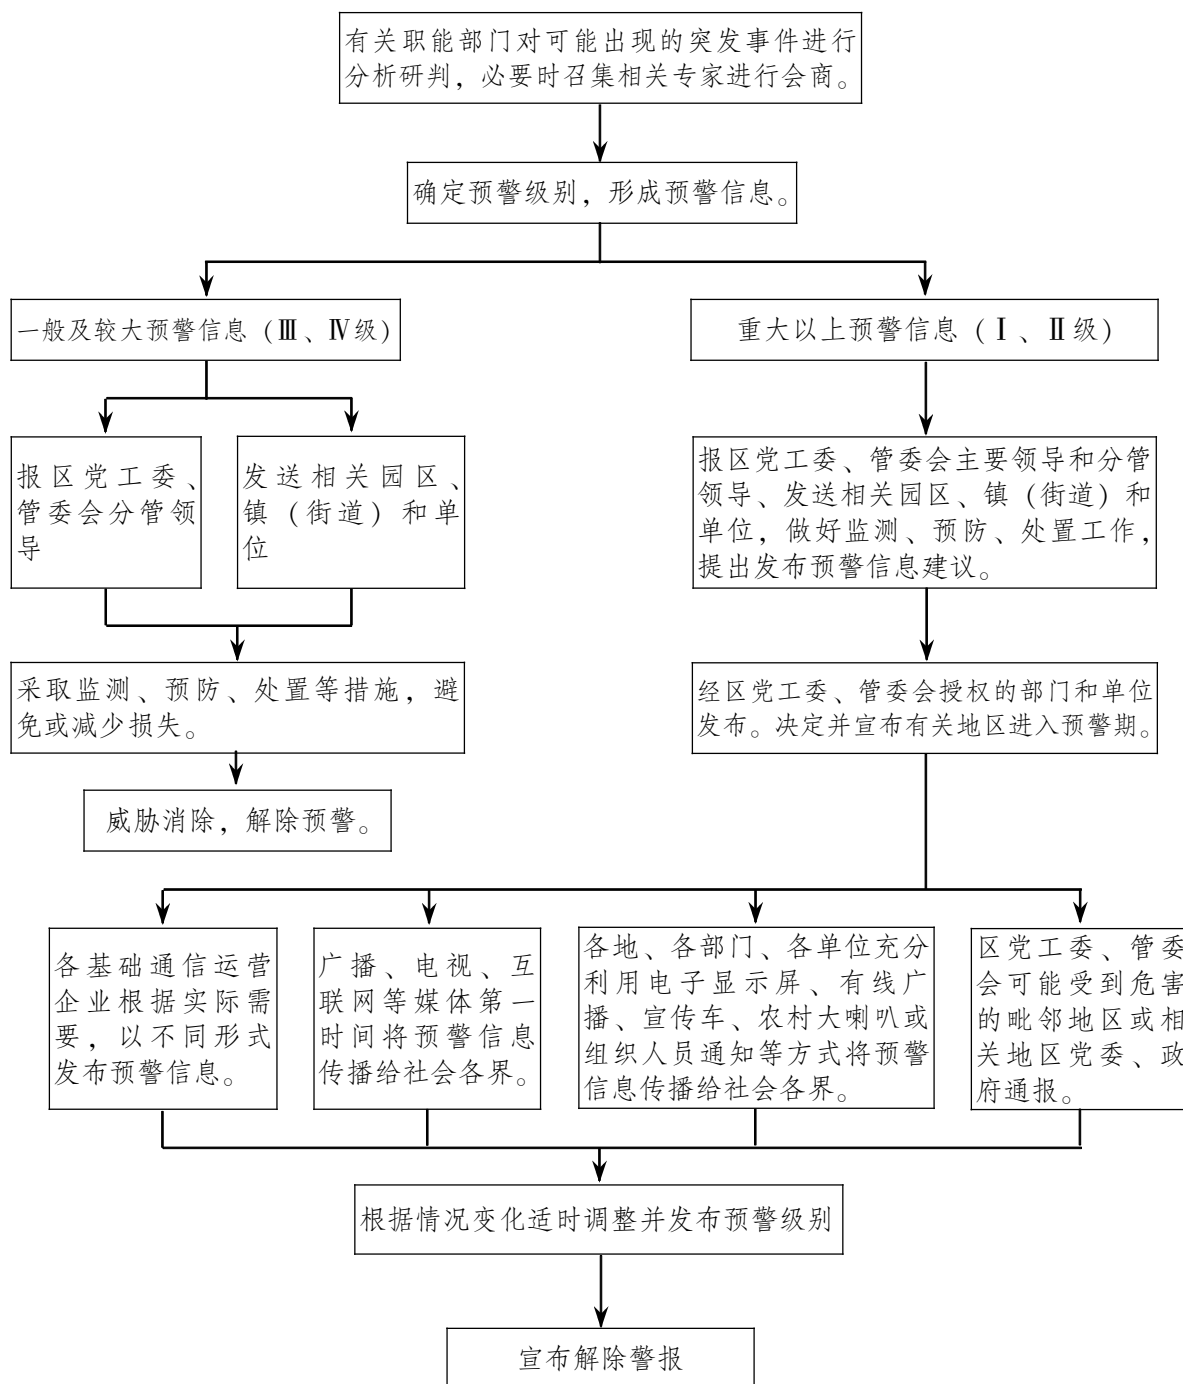 有关职能部门对可能出现的突发事件进行
分析研判，必要时召集相关专家进行会商。
确定预警级别，形成预警信息。
一般及较大预警信息（Ⅲ、Ⅳ级）
重大以上预警信息（Ⅰ、Ⅱ级）
报区党工委、
管委会分管领
导
发送相关园区、
镇（街道）和单
位
报区党工委、管委会主要领导和分管
领导、发送相关园区、镇（街道）和
单位，做好监测、预防、处置工作，
提出发布预警信息建议。
采取监测、预防、处置等措施，避
免或减少损失。
经区党工委、管委会授权的部门和单位
发布。决定并宣布有关地区进入预警期。
威胁消除，解除预警。
各基础通信运营
企业根据实际需
要，以不同形式
发布预警信息。
广播、电视、互
联网等媒体第一
时间将预警信息
传播给社会各界。
各地、各部门、各单位充分
利用电子显示屏、有线广
播、宣传车、农村大喇叭或
组织人员通知等方式将预警
信息传播给社会各界。
区党工委、管委
会可能受到危害
的毗邻地区或相
关地区党委、政
府通报。
根据情况变化适时调整并发布预警级别
宣布解除警报